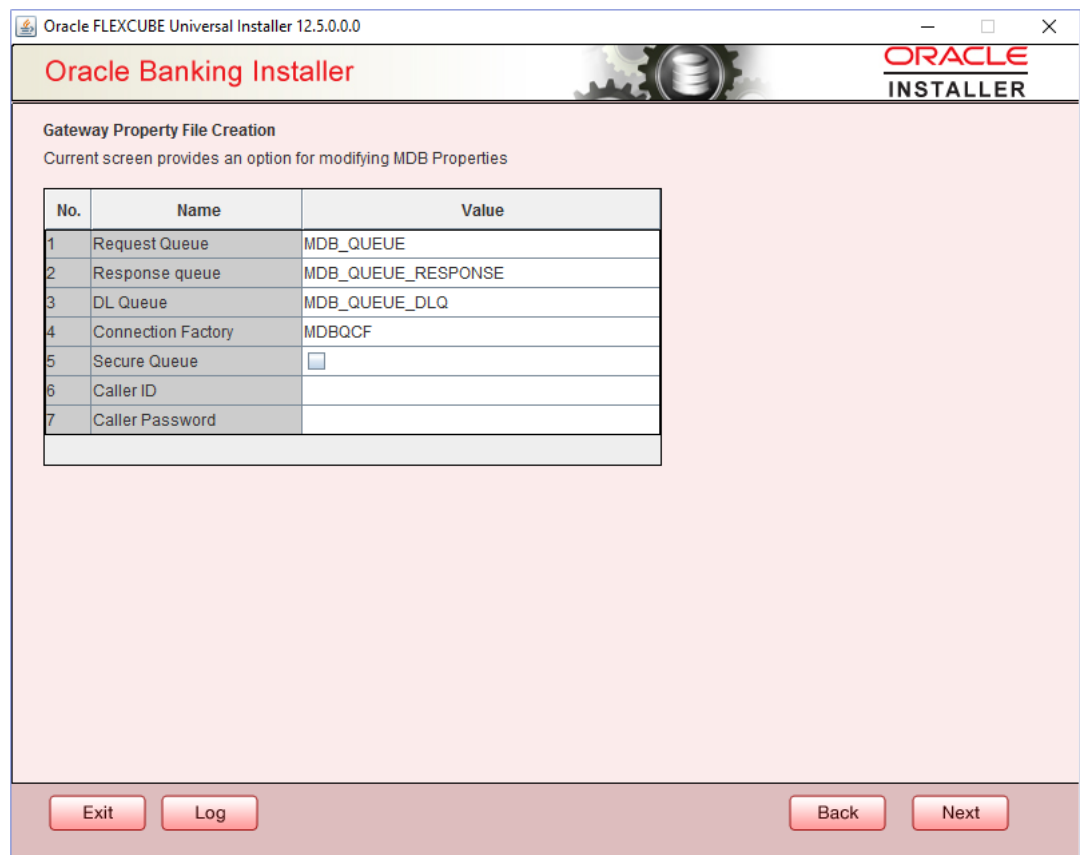 Oracle FLEXCUBE Universal Installer 12.5.0.0.0
Oracle Banking Installer
ORACLE
INSTALLER
Gateway Property File Creation
Current screen provides an option for modifying MDB Properties
No. Name Value
1 Request Queue MDB_QUEUE
2 Response queue MDB_QUEUE_RESPONSE
3 DL Queue MDB_QUEUE_DLQ
4 Connection Factory MDBQCF
5 Secure Queue
6 Caller ID
7 Caller Password
Exit Log Back Next